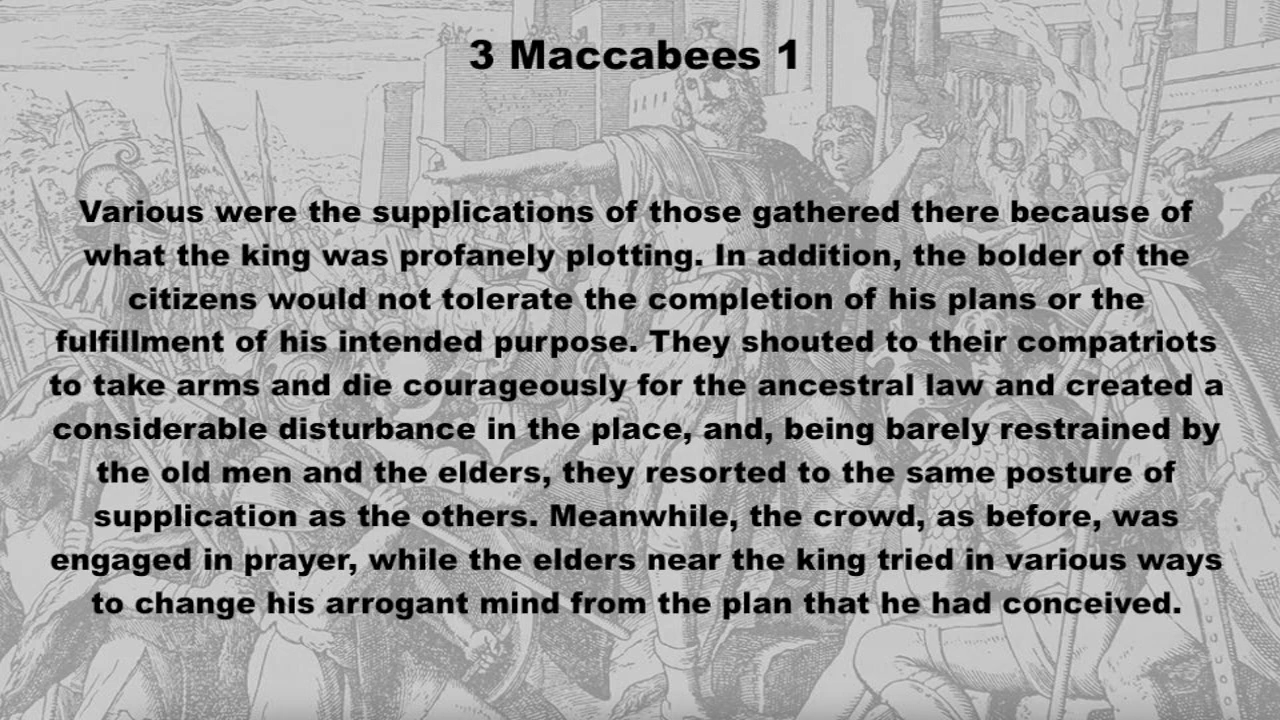 3 Maccabees 1
Various were the supplications of those gathered there because of
what the king was profanely plotting. In addition, the bolder of the
citizens would not tolerate the completion of his plans or the
fulfillment of his intended purpose. They shouted to their compatriots
to take arms and die courageously for the ancestral law and created a
considerable disturbance in the place, and, being barely restrained by
the old men and the elders, they resorted to the same posture of
supplication as the others. Meanwhile, the crowd, as before, was
engaged in prayer, while the elders near the king tried in various ways
to change his arrogant mind from the plan that he had conceived.